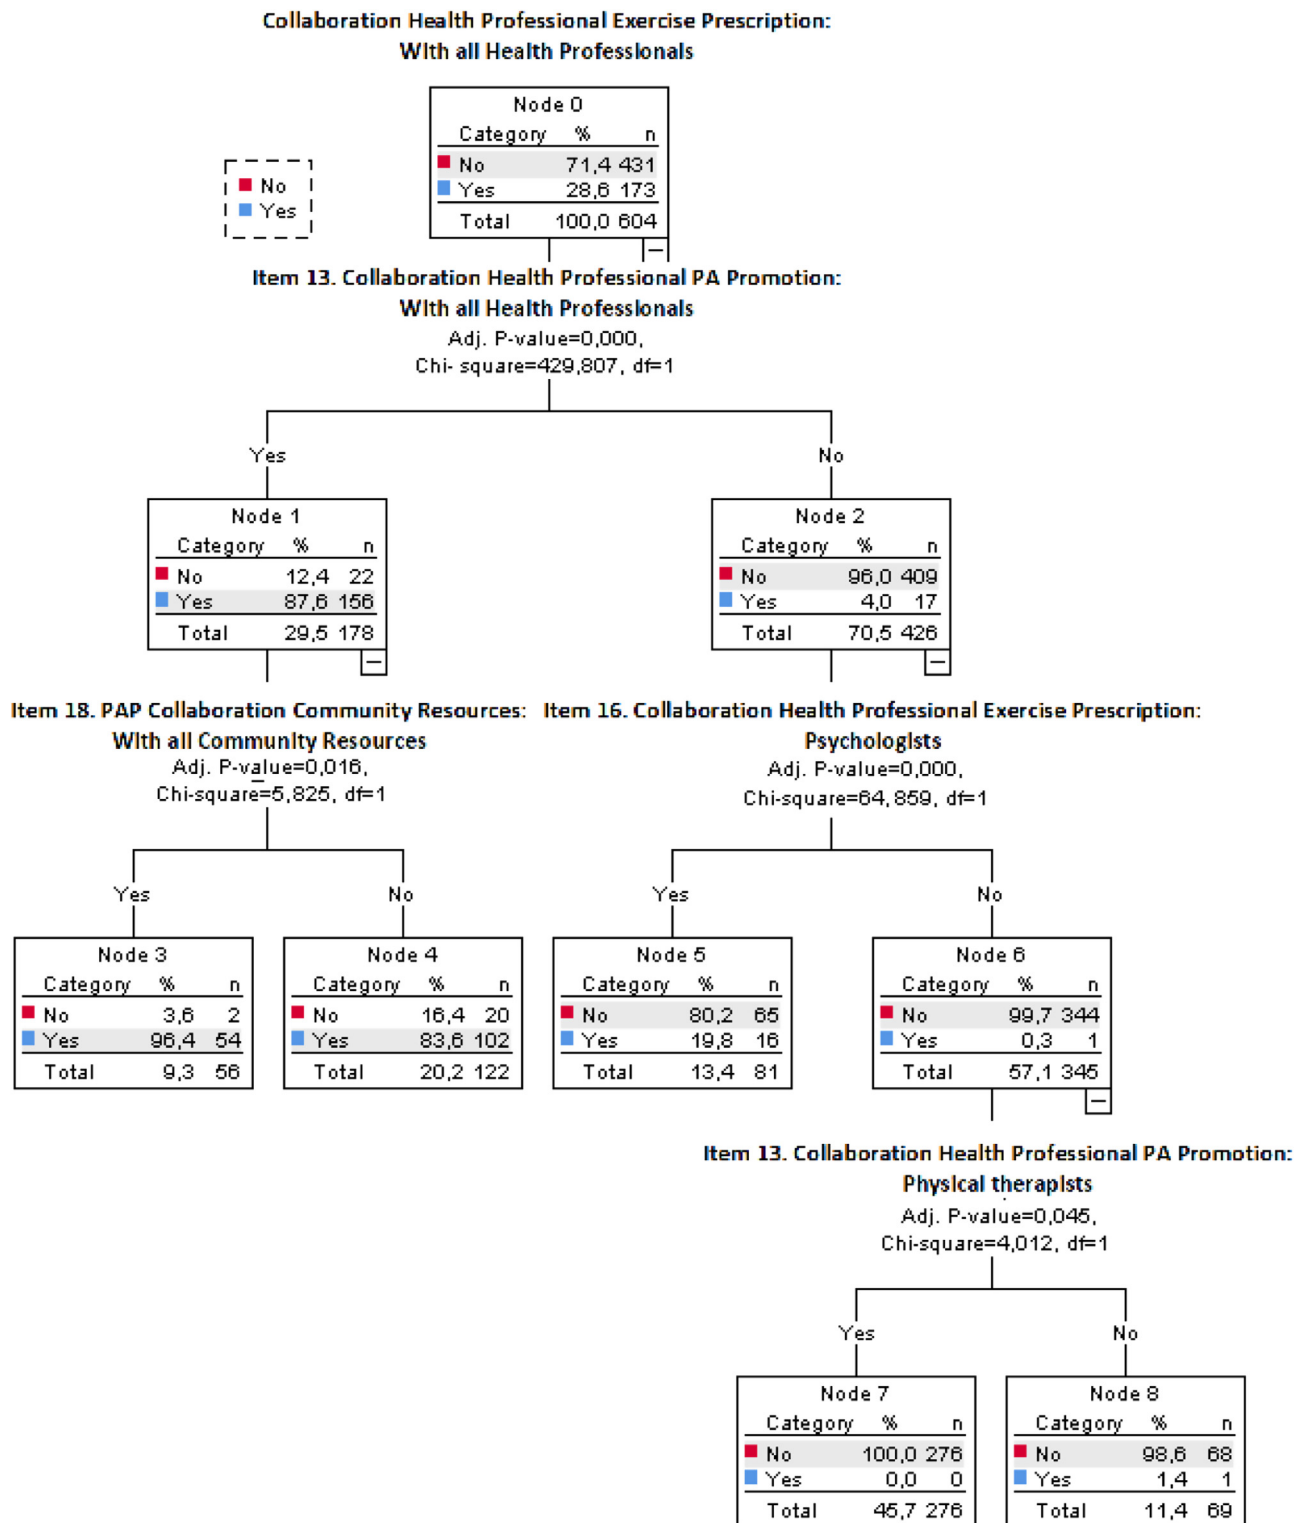 Collaboration Health Professional Exercise Prescription:
With all Health Professionals
Node 0
Category % n
No 71,4 431
Yes 28,6 173
Total 100,0 604
No
Yes
Item 13. Collaboration Health Professional PA Promotion:
With all Health Professionals
Adj. P-value=0,000,
Chi- square=429,807, df=1
Yes
No
Node 1
Category % n
No 12,4 22
Yes 87,6 156
Total 29,5 178
Node 2
Category % n
No 96,0 409
Yes 4,0 17
Total 70,5 426
Item 18. PAP Collaboration Community Resources:
With all Community Resources
Adj. P-value=0,016,
Chi-square=5,825, df=1
Item 16. Collaboration Health Professional Exercise Prescription:
Psychologists
Adj. P-value=0,000,
Chi-square=64,859, df=1
Yes
No
Yes
No
Node 3
Category % n
No 3,6 2
Yes 96,4 54
Total 9,3 56
Node 4
Category % n
No 16,4 20
Yes 83,6 102
Total 20,2 122
Node 5
Category % n
No 80,2 65
Yes 19,8 16
Total 13,4 81
Node 6
Category % n
No 99,7 344
Yes 0,3 1
Total 57,1 345
Item 13. Collaboration Health Professional PA Promotion:
Physical therapists
Adj. P-value=0,045,
Chi-square=4,012, df=1
Yes
No
Node 7
Category % n
No 100,0 276
Yes 0,0 0
Total 45,7 276
Node 8
Category % n
No 98,6 68
Yes 1,4 1
Total 11,4 69